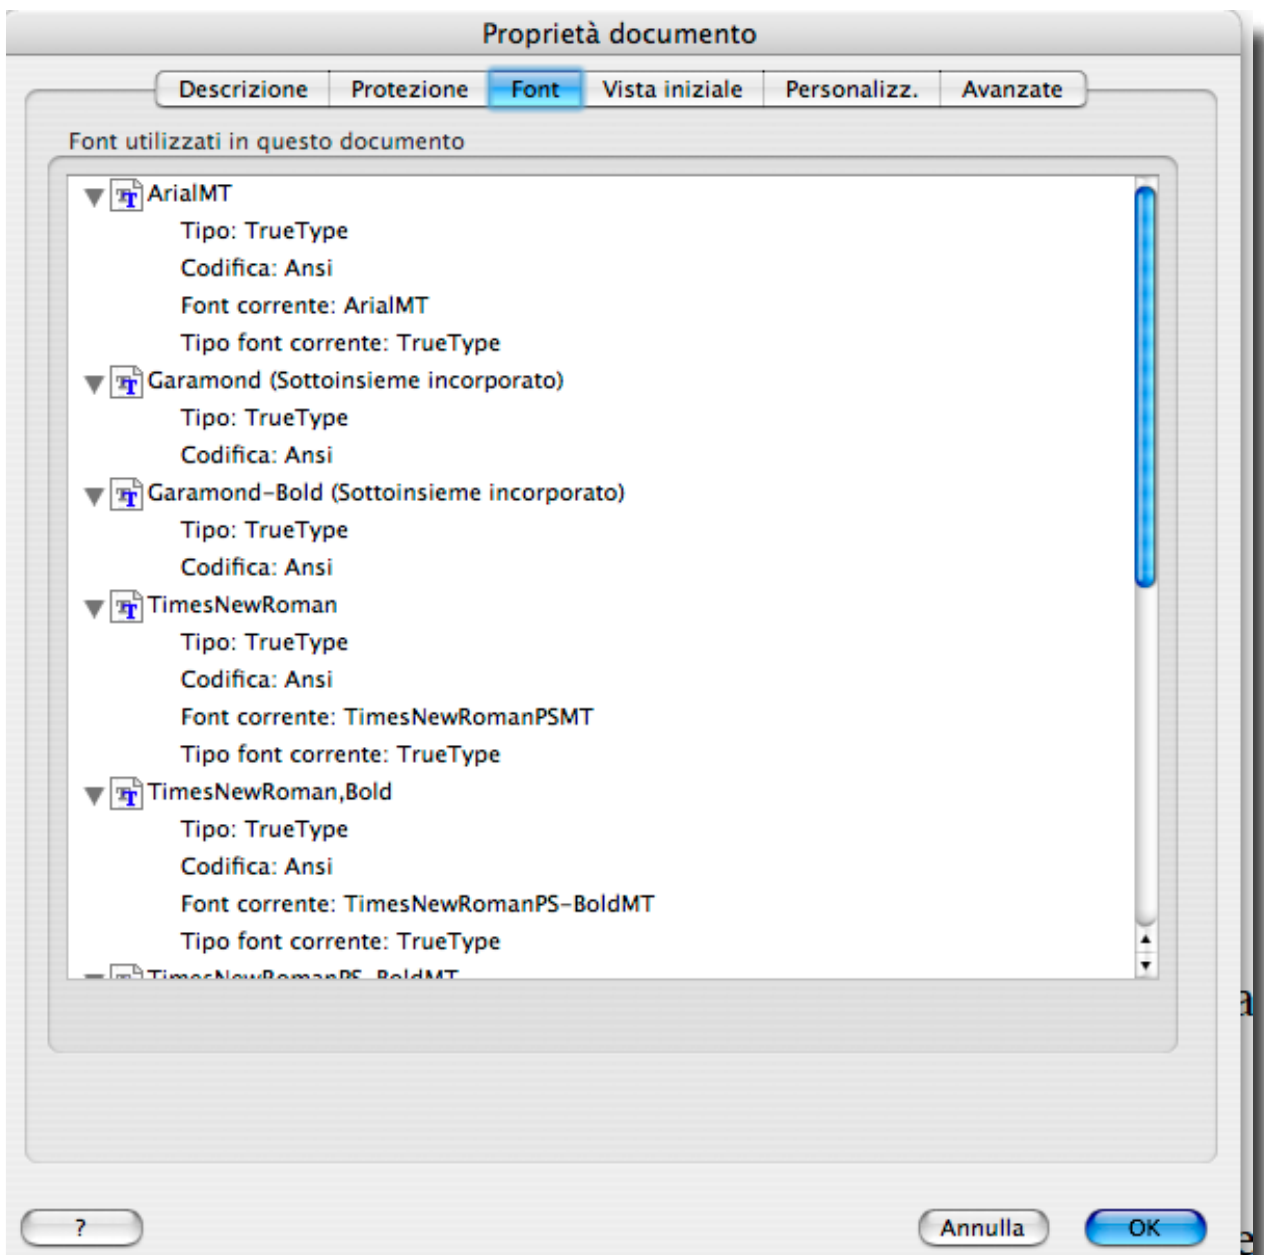 Proprietà documento
Descrizione Protezione Font Vista iniziale Personalizz. Avanzate
Font utilizzati in questo documento
ArialMT
Tipo: TrueType
Codifica: Ansi
Font corrente: ArialMT
Tipo font corrente: TrueType
Garamond (Sottoinsieme incorporato)
Tipo: TrueType
Codifica: Ansi
Garamond-Bold (Sottoinsieme incorporato)
Tipo: TrueType
Codifica: Ansi
TimesNewRoman
Tipo: TrueType
Codifica: Ansi
Font corrente: TimesNewRomanPSMT
Tipo font corrente: TrueType
TimesNewRoman,Bold
Tipo: TrueType
Codifica: Ansi
Font corrente: TimesNewRomanPS-BoldMT
Tipo font corrente: TrueType
TimesNewRomanPS-BoldMT
a
? Annulla OK
e